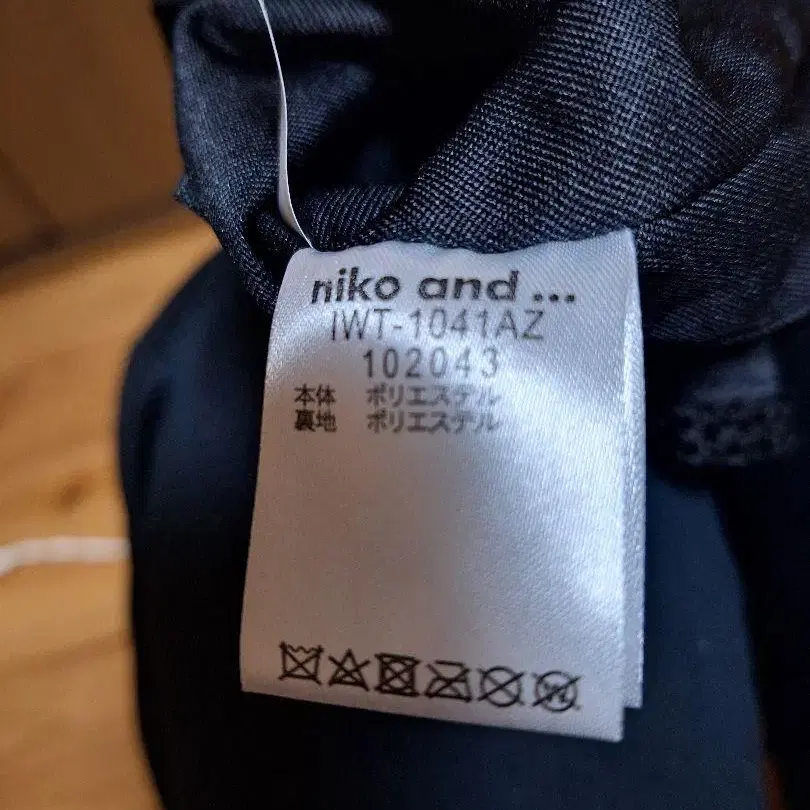 niko and ...
IWT-1041AZ
102043
本体 ポリエステル
裏地 ポリエステル